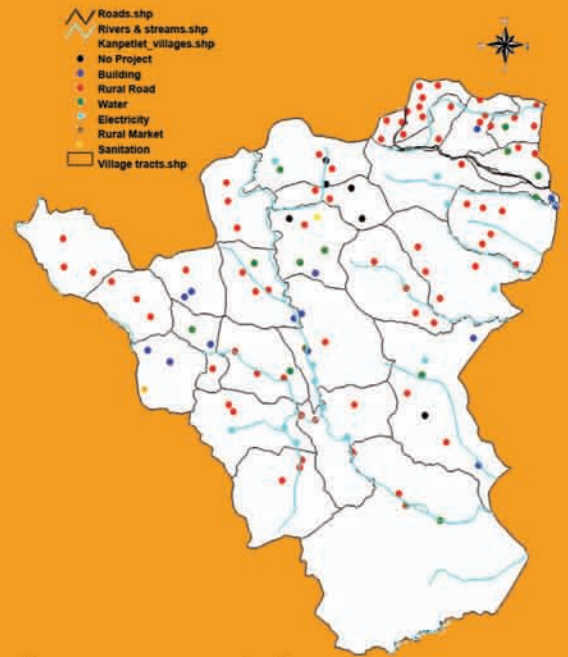 Roads.shp
Rivers & streams.shp
Kanpetlet_villages.shp
No Project
Building
Rural Road
Water
Electricity
Rural Market
Sanitation
Village tracts.shp